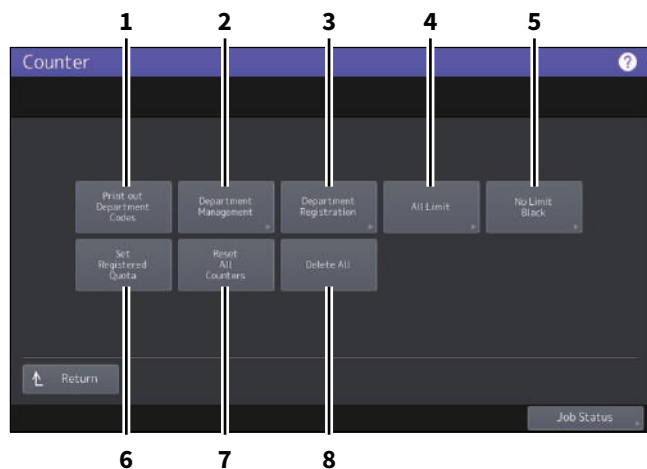 1 2 3 4 5
Counter ?
Print out
Department
Codes
Department
Management
Department
Registration
All Limit
No Limit
Black
Set
Registered
Quota
Reset
All
Counters
Delete All
Return
Job Status
6 7 8